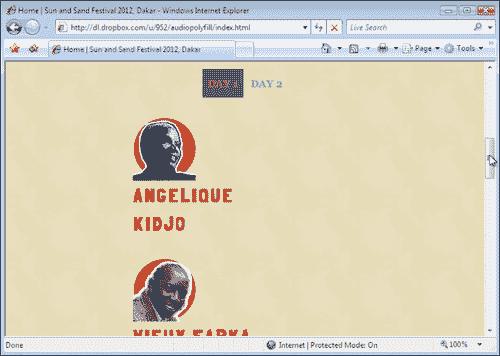 Home | Sun and Sand Festival 2012, Dakar - Windows Internet Explorer
http://dl.dropbox.com/u/952/audiopolyfill/index.html
Live Search
Home | Sun and Sand Festival 2012, Dakar
Page
Tools
DAY 1 DAY 2
ANGELIQUE
KIDJO
VIEUX FARKA
Done
Internet | Protected Mode: On
100%